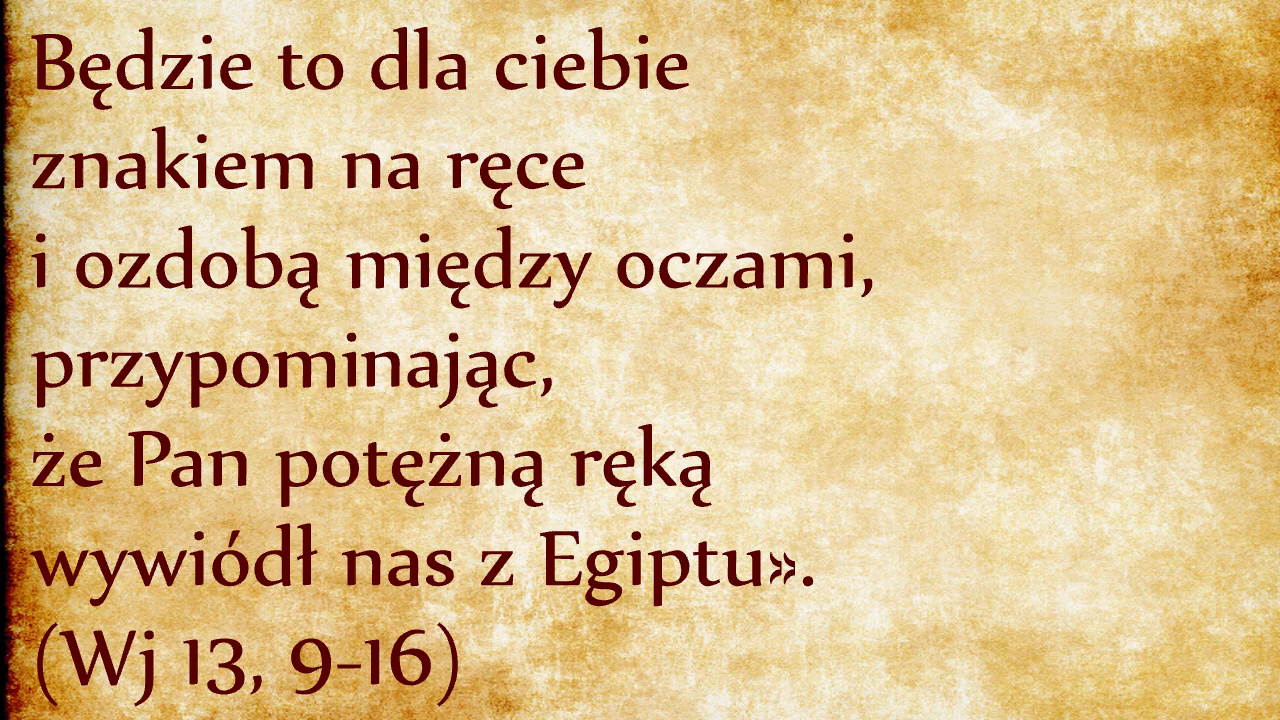 Będzie to dla ciebie
znakiem na ręce
i ozdobą między oczami,
przypominając,
że Pan potężną ręką
wywiódł nas z Egiptu».
(Wj 13, 9-16)